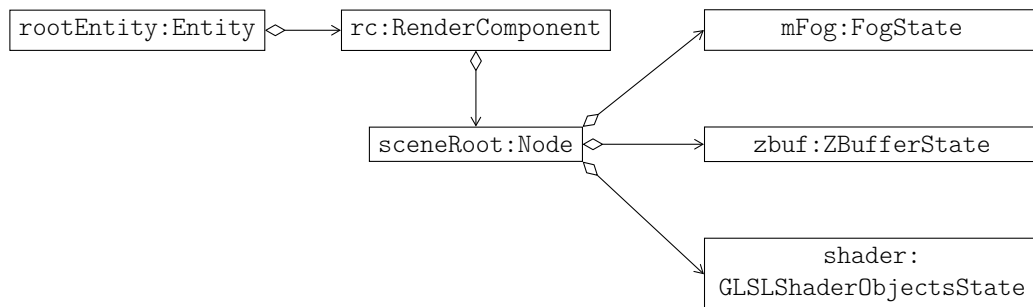 rootEntity:Entity
rc:RenderComponent
mFog:FogState
sceneRoot:Node
zbuf:ZBufferState
shader:
GLSLShaderObjectsState